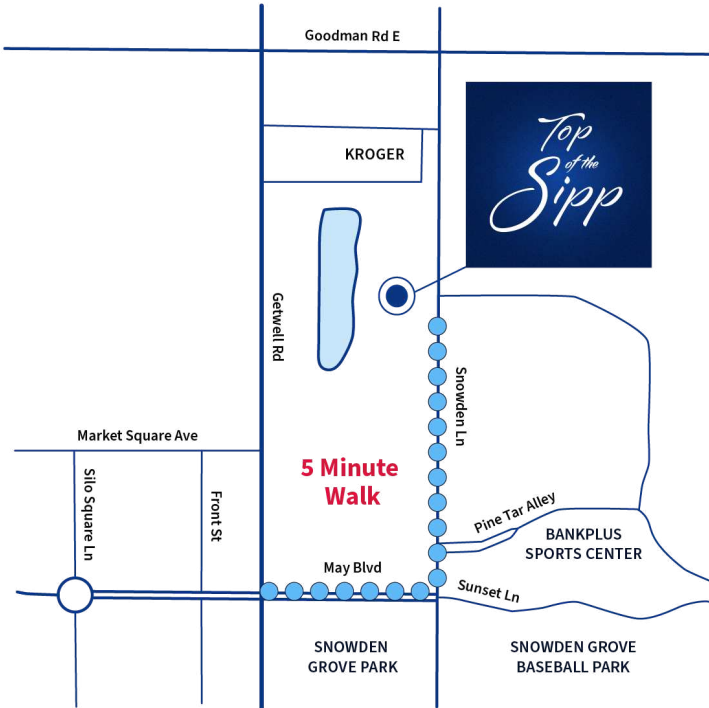 Goodman Rd E
KROGER
Top
of the
Sipp
Getwell Rd
Snowden Ln
Market Square Ave
Silo Square Ln
Front St
5 Minute
Walk
Pine Tar Alley
BANKPLUS
SPORTS CENTER
May Blvd
Sunset Ln
SNOWDEN
GROVE PARK
SNOWDEN GROVE
BASEBALL PARK